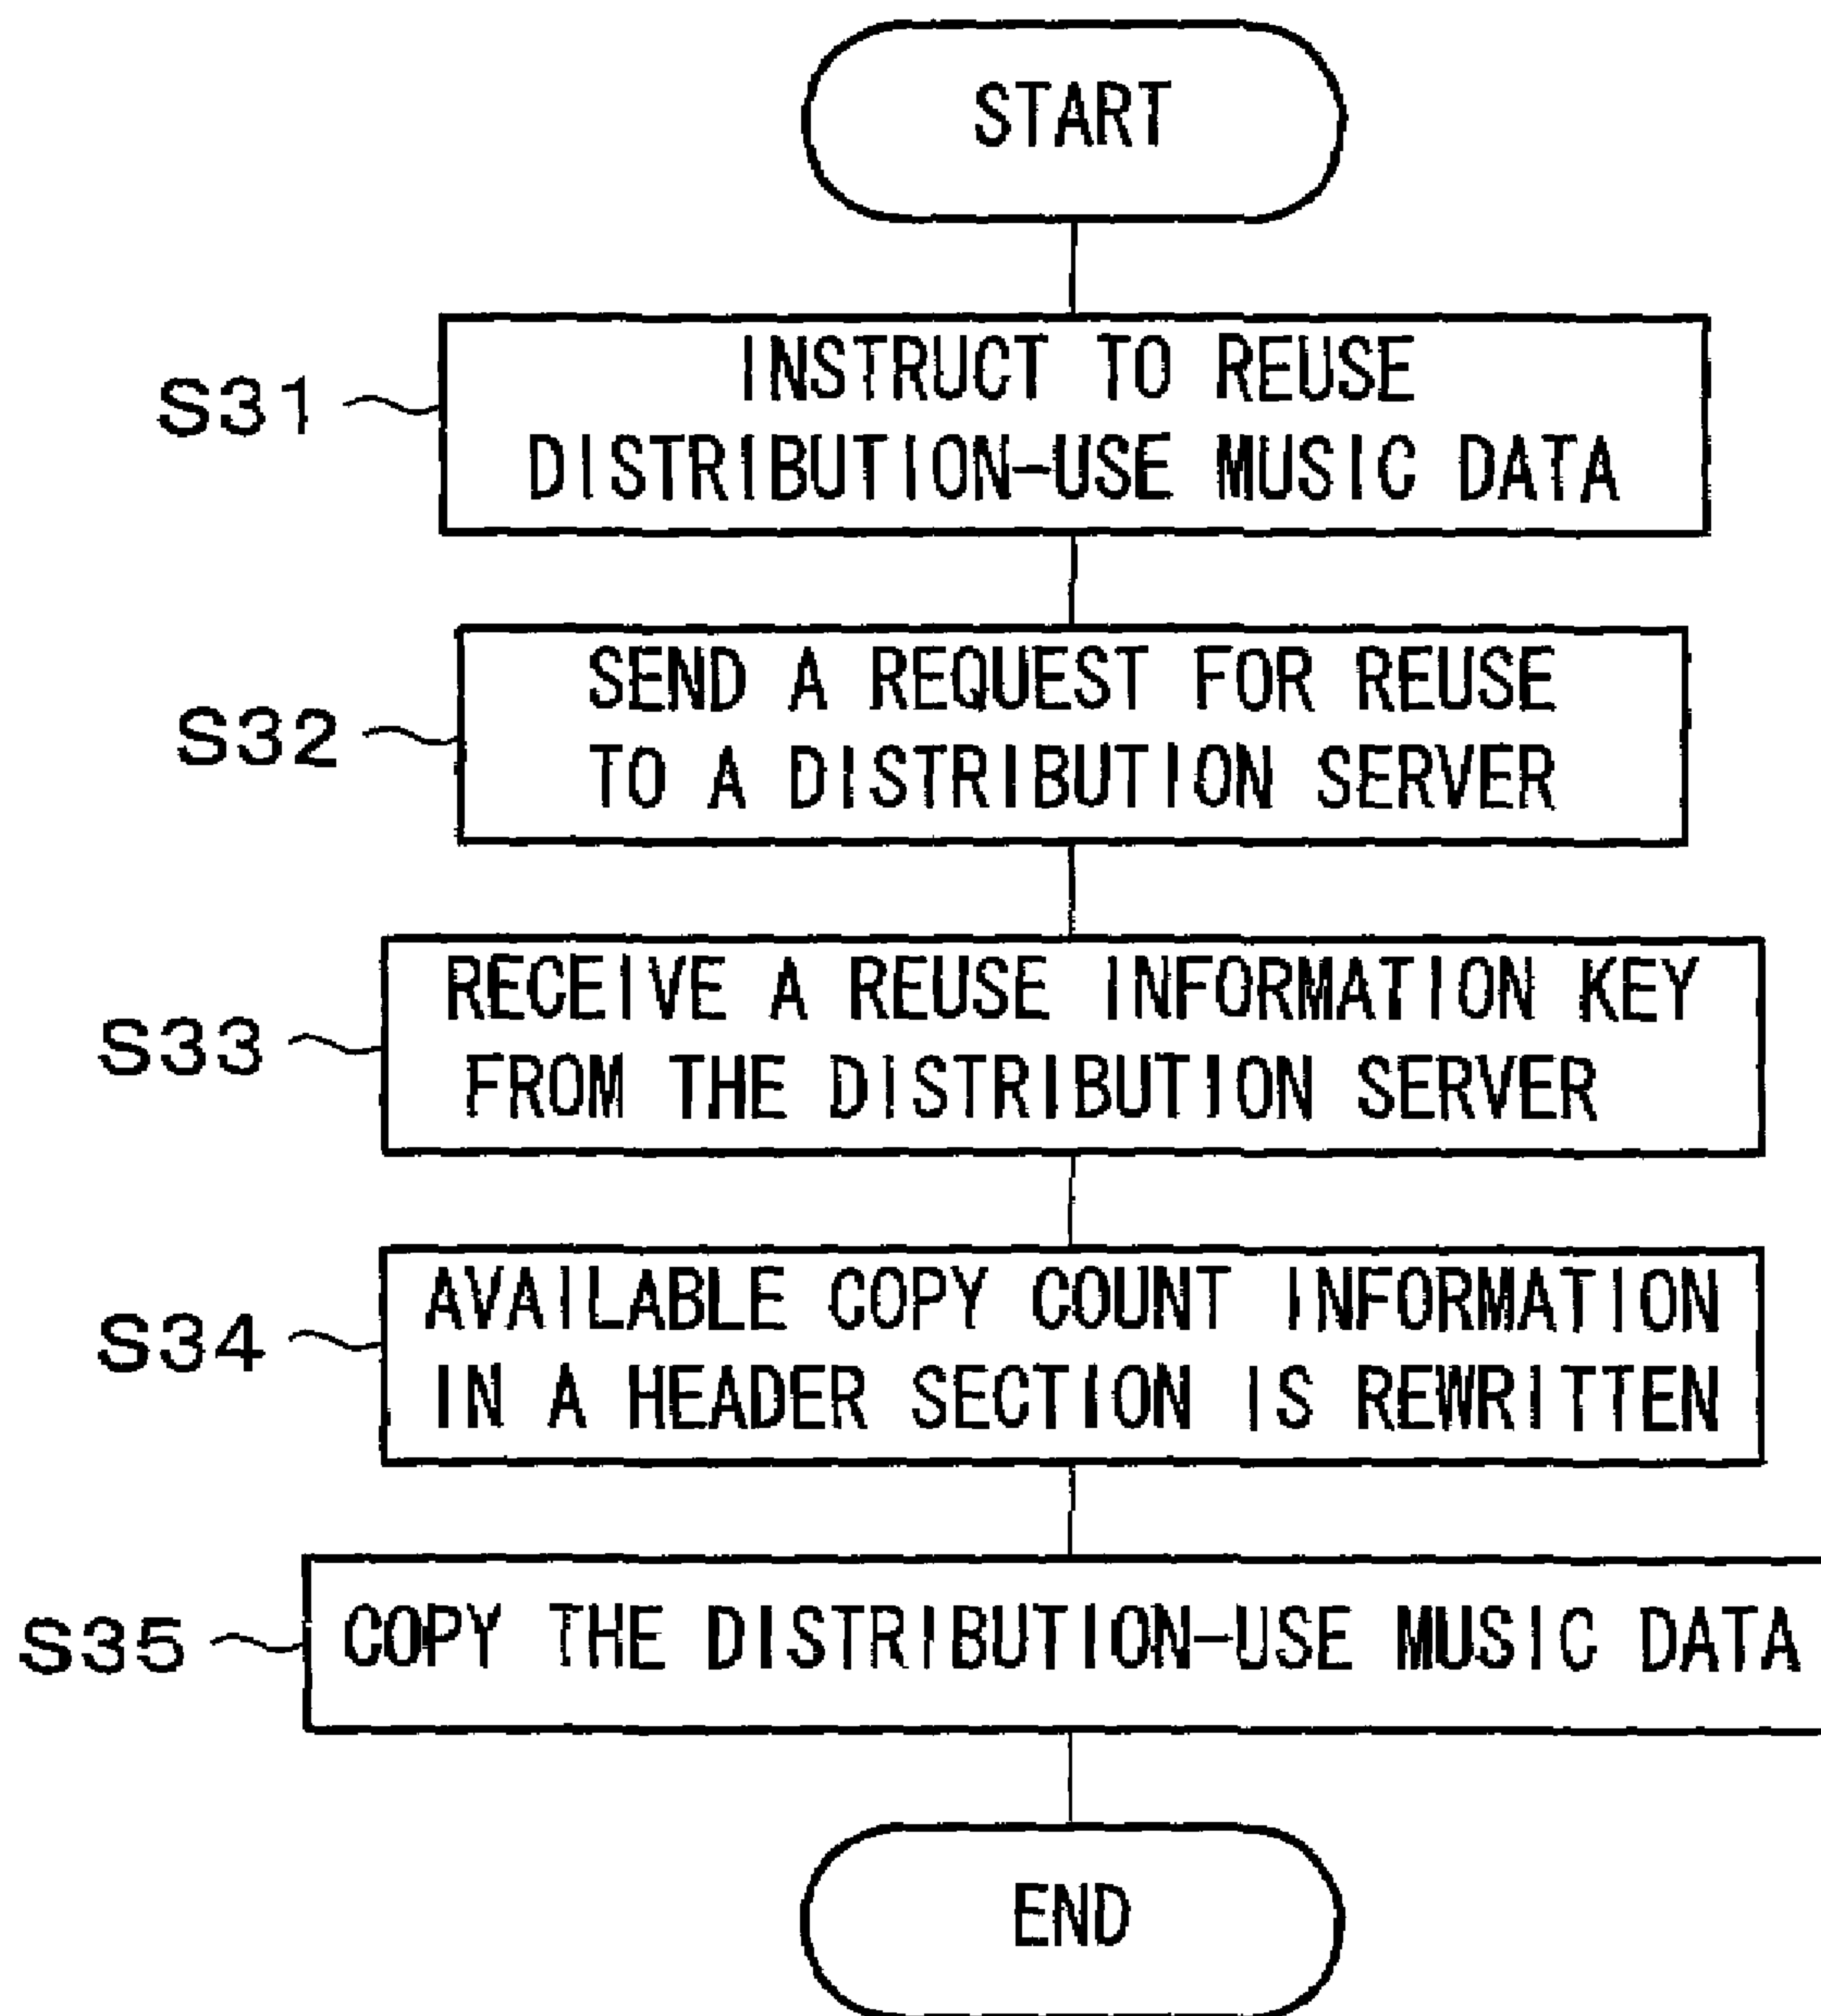 START
S31
INSTRUCT TO REUSE
DISTRIBUTION-USE MUSIC DATA
S32
SEND A REQUEST FOR REUSE
TO A DISTRIBUTION SERVER
S33
RECEIVE A REUSE INFORMATION KEY
FROM THE DISTRIBUTION SERVER
S34
AVAILABLE COPY COUNT INFORMATION
IN A HEADER SECTION IS REWRITTEN
S35
COPY THE DISTRIBUTION-USE MUSIC DATA
END